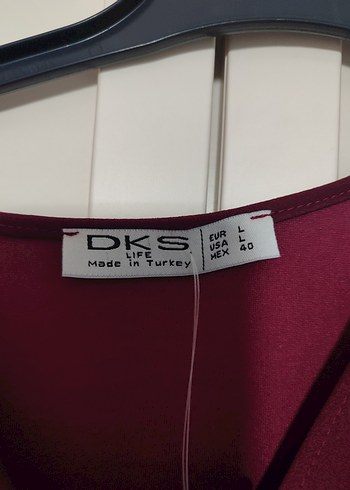 DKS
LIFE
Made in Turkey
EUR L
USA L
MEX 40